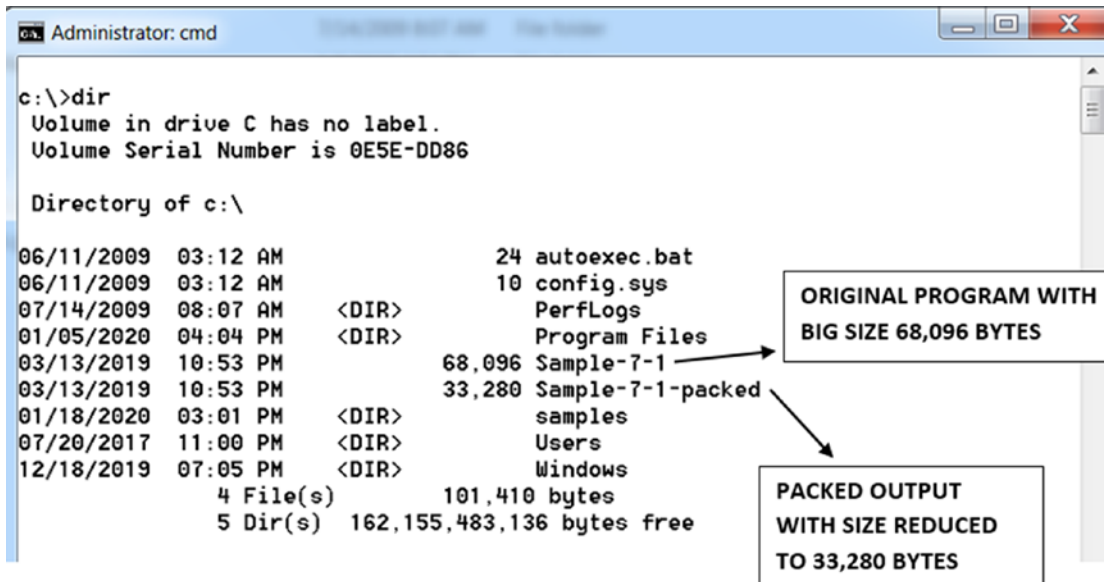 Administrator: cmd
c:\>dir
Volume in drive C has no label.
Volume Serial Number is 0E5E-DD86
Directory of c:\
06/11/2009 03:12 AM 24 autoexec.bat
06/11/2009 03:12 AM 10 config.sys
07/14/2009 08:07 AM <DIR> PerfLogs
01/05/2020 04:04 PM <DIR> Program Files
03/13/2019 10:53 PM 68,096 Sample-7-1
03/13/2019 10:53 PM 33,280 Sample-7-1-packed
01/18/2020 03:01 PM <DIR> samples
07/20/2017 11:00 PM <DIR> Users
12/18/2019 07:05 PM <DIR> Windows
4 File(s) 101,410 bytes
5 Dir(s) 162,155,483,136 bytes free
ORIGINAL PROGRAM WITH
BIG SIZE 68,096 BYTES
PACKED OUTPUT
WITH SIZE REDUCED
TO 33,280 BYTES